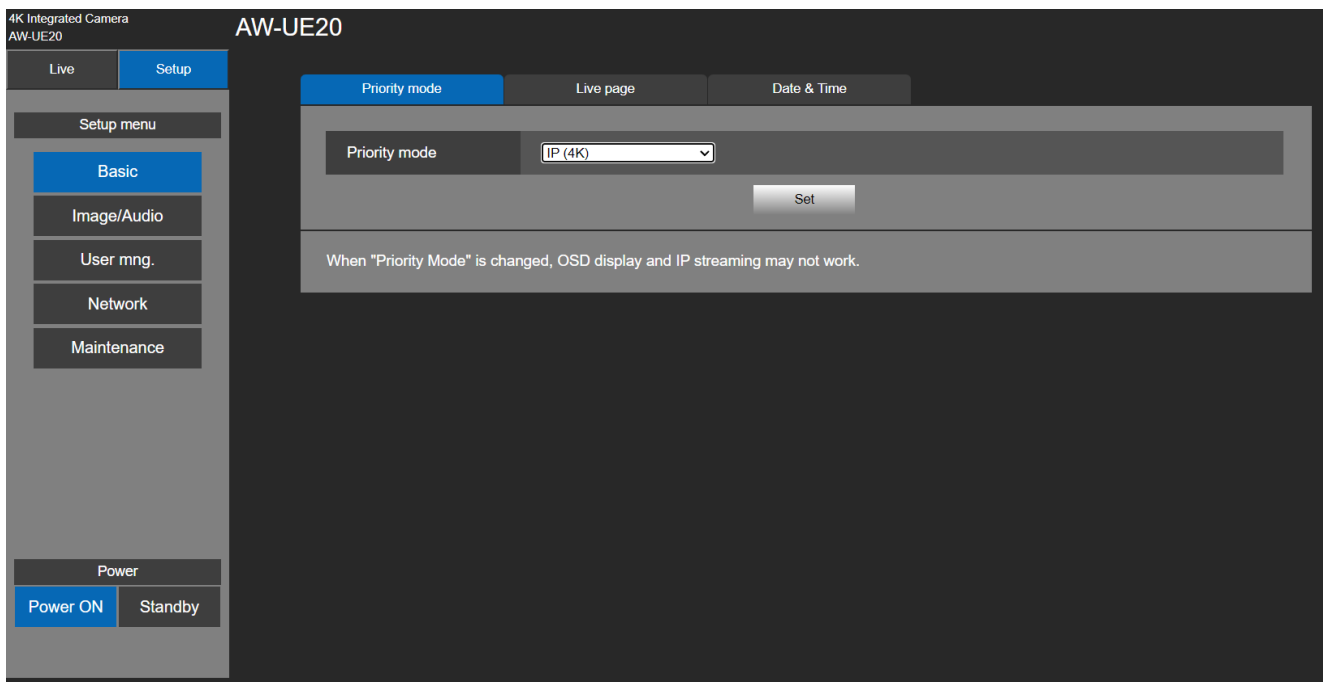 4K Integrated Camera
AW-UE20
AW-UE20
Live
Setup
Priority mode
Live page
Date & Time
Setup menu
Basic
Image/Audio
User mng.
Network
Maintenance
Priority mode
IP (4K)
Set
When "Priority Mode" is changed, OSD display and IP streaming may not work.
Power
Power ON
Standby